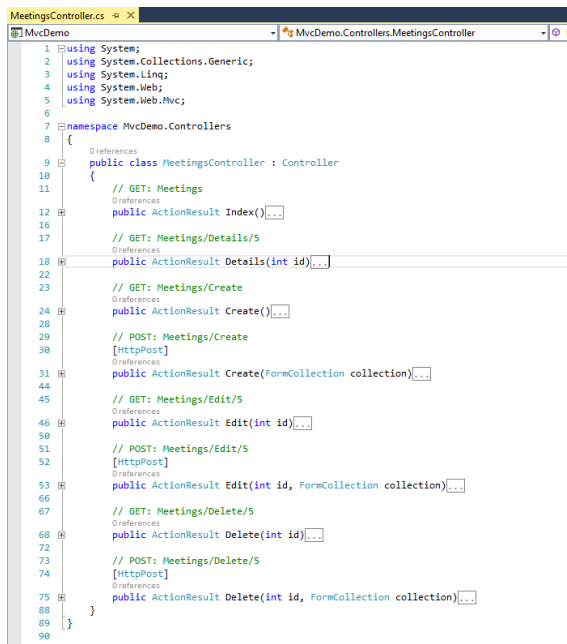 MeetingsController.cs
MvcDemo MvcDemo.Controllers.MeetingsController
1 using System;
2 using System.Collections.Generic;
3 using System.Linq;
4 using System.Web;
5 using System.Web.Mvc;
6
7 namespace MvcDemo.Controllers
8 {
0 references
9 public class MeetingsController : Controller
10 {
11 // GET: Meetings
0 references
12 public ActionResult Index()...
16
17 // GET: Meetings/Details/5
0 references
18 public ActionResult Details(int id)...
22
23 // GET: Meetings/Create
0 references
24 public ActionResult Create()...
28
29 // POST: Meetings/Create
30 [HttpPost]
0 references
31 public ActionResult Create(FormCollection collection)...
44
45 // GET: Meetings/Edit/5
0 references
46 public ActionResult Edit(int id)...
50
51 // POST: Meetings/Edit/5
52 [HttpPost]
0 references
53 public ActionResult Edit(int id, FormCollection collection)...
66
67 // GET: Meetings/Delete/5
0 references
68 public ActionResult Delete(int id)...
72
73 // POST: Meetings/Delete/5
74 [HttpPost]
0 references
75 public ActionResult Delete(int id, FormCollection collection)...
88 }
89 }
90